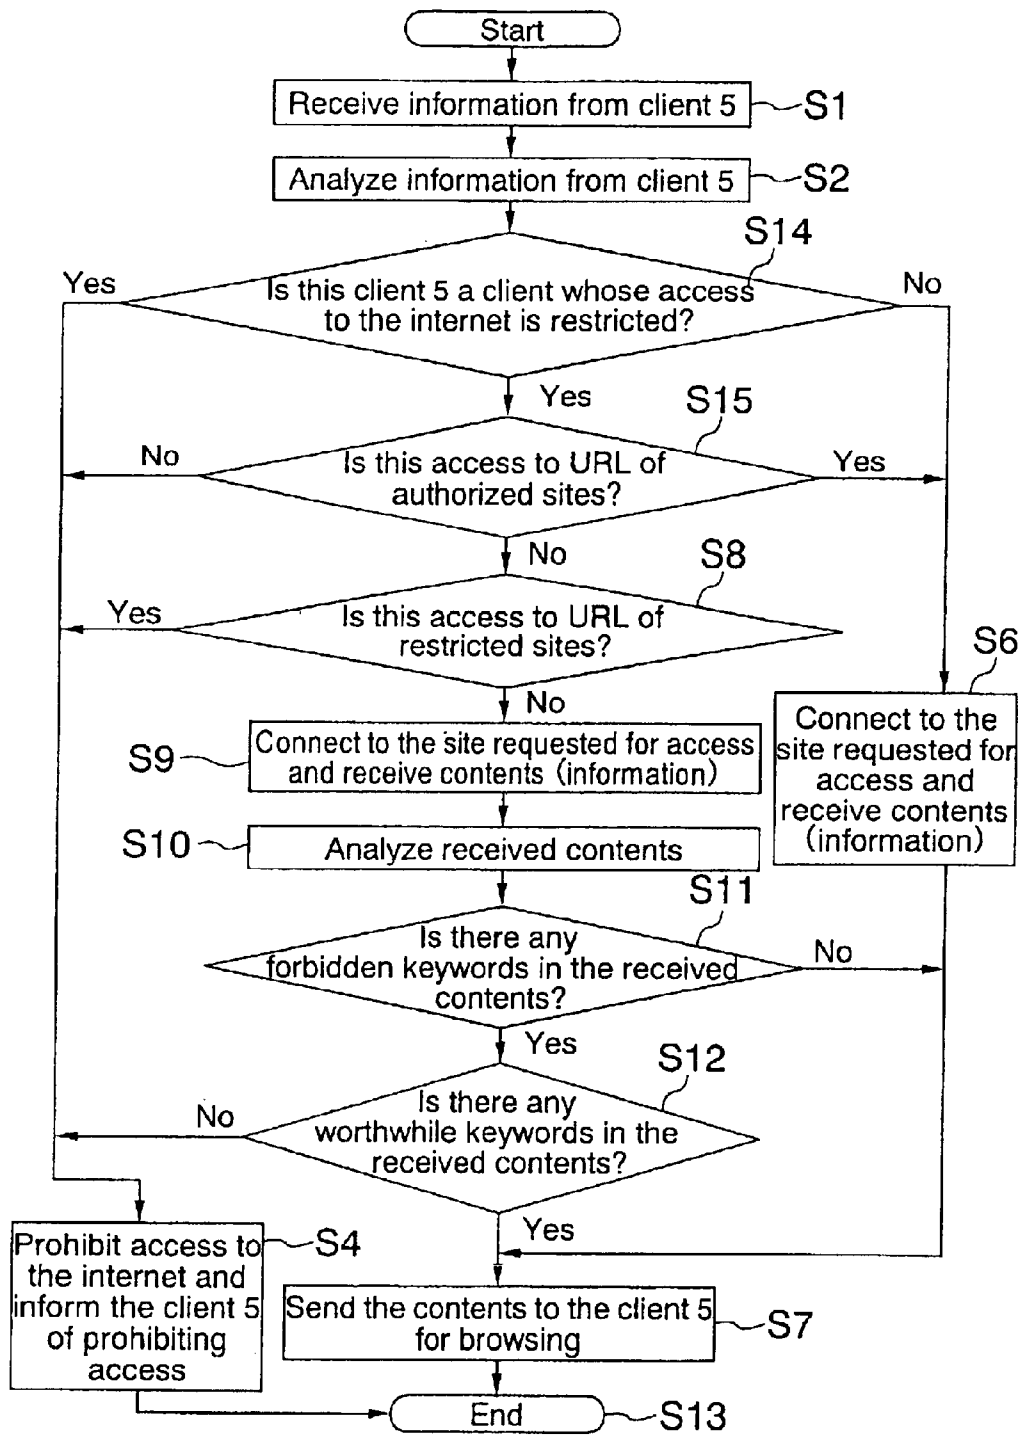 Start
Receive information from client 5
S1
Analyze information from client 5
S2
S14
Yes
No
Is this client 5 a client whose access
to the internet is restricted?
Yes
S15
No
Is this access to URL of
authorized sites?
Yes
No
S8
Yes
Is this access to URL of
restricted sites?
No
S6
Connect to the
site requested for
access and
receive contents
(information)
S9
Connect to the site requested for access
and receive contents (information)
S10
Analyze received contents
S11
Is there any
forbidden keywords in the received
contents?
No
Yes
S12
No
Is there any
worthwhile keywords in the
received contents?
Yes
S4
Prohibit access to
the internet and
inform the client 5
of prohibiting
access
Send the contents to the client 5
for browsing
S7
End
S13